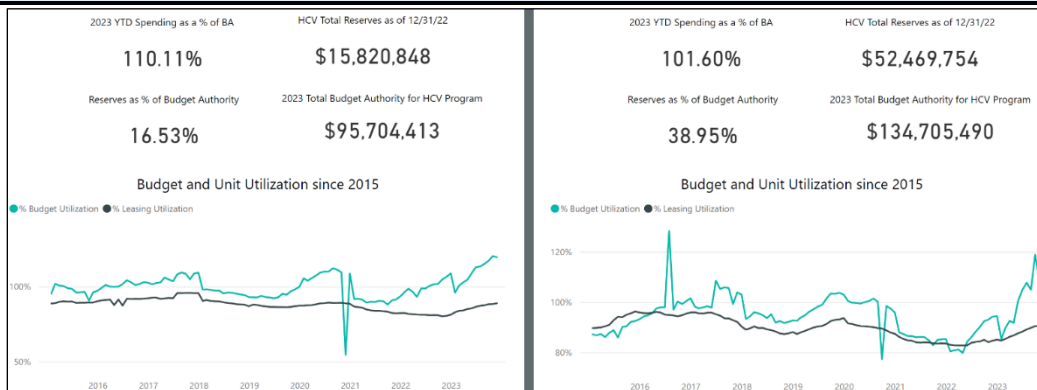 2023 YTD Spending as a % of BA
HCV Total Reserves as of 12/31/22
110.11%
$15,820,848
Reserves as % of Budget Authority
2023 Total Budget Authority for HCV Program
16.53%
$95,704,413
Budget and Unit Utilization since 2015
% Budget Utilization % Leasing Utilization
100%
50%
2016 2017 2018 2019 2020 2021 2022 2023
2023 YTD Spending as a % of BA
HCV Total Reserves as of 12/31/22
101.60%
$52,469,754
Reserves as % of Budget Authority
2023 Total Budget Authority for HCV Program
38.95%
$134,705,490
Budget and Unit Utilization since 2015
% Budget Utilization % Leasing Utilization
120%
100%
80%
2016 2017 2018 2019 2020 2021 2022 2023